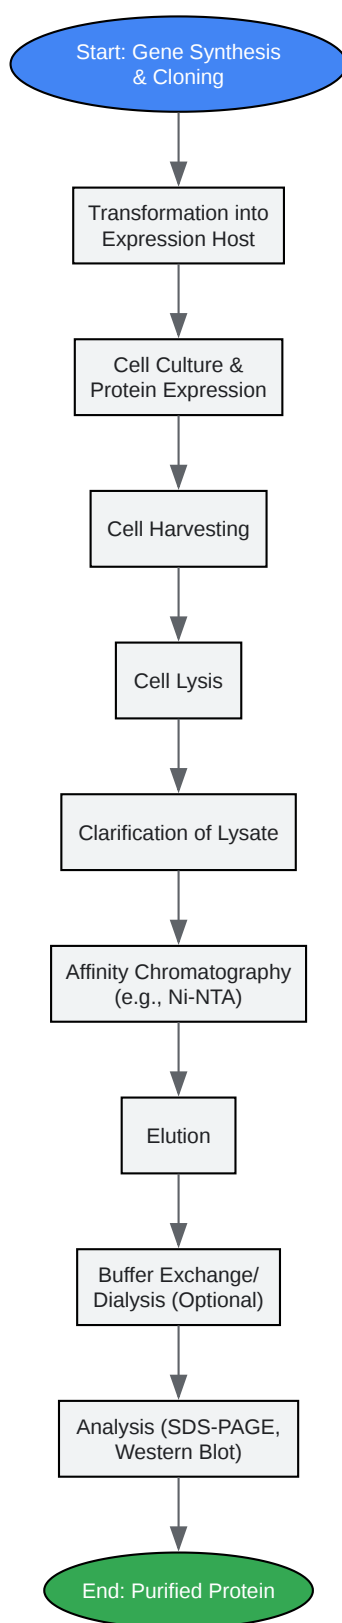 Start: Gene Synthesis
& Cloning
Transformation into
Expression Host
Cell Culture &
Protein Expression
Cell Harvesting
Cell Lysis
Clarification of Lysate
Affinity Chromatography
(e.g., Ni-NTA)
Elution
Buffer Exchange/
Dialysis (Optional)
Analysis (SDS-PAGE,
Western Blot)
End: Purified Protein